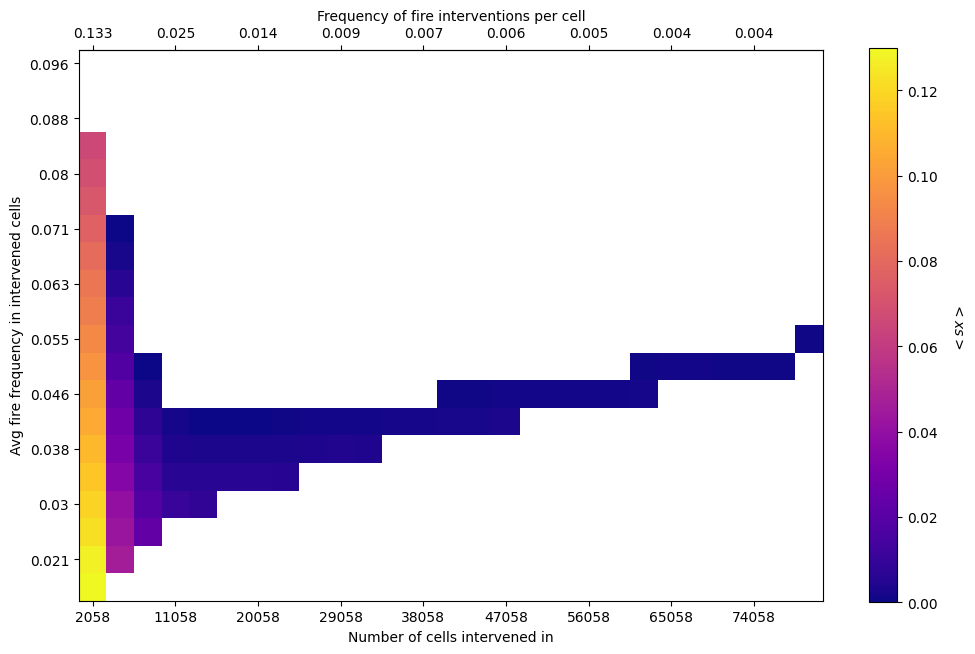 Frequency of fire interventions per cell
0.133 0.025 0.014 0.009 0.007 0.006 0.005 0.004 0.004
0.096
0.088
0.08
0.071
0.063
0.055
0.046
0.038
0.03
0.021
Avg fire frequency in intervened cells
2058 11058 20058 29058 38058 47058 56058 65058 74058
Number of cells intervened in
0.12
0.10
0.08
0.06
0.04
0.02
0.00
< sx >